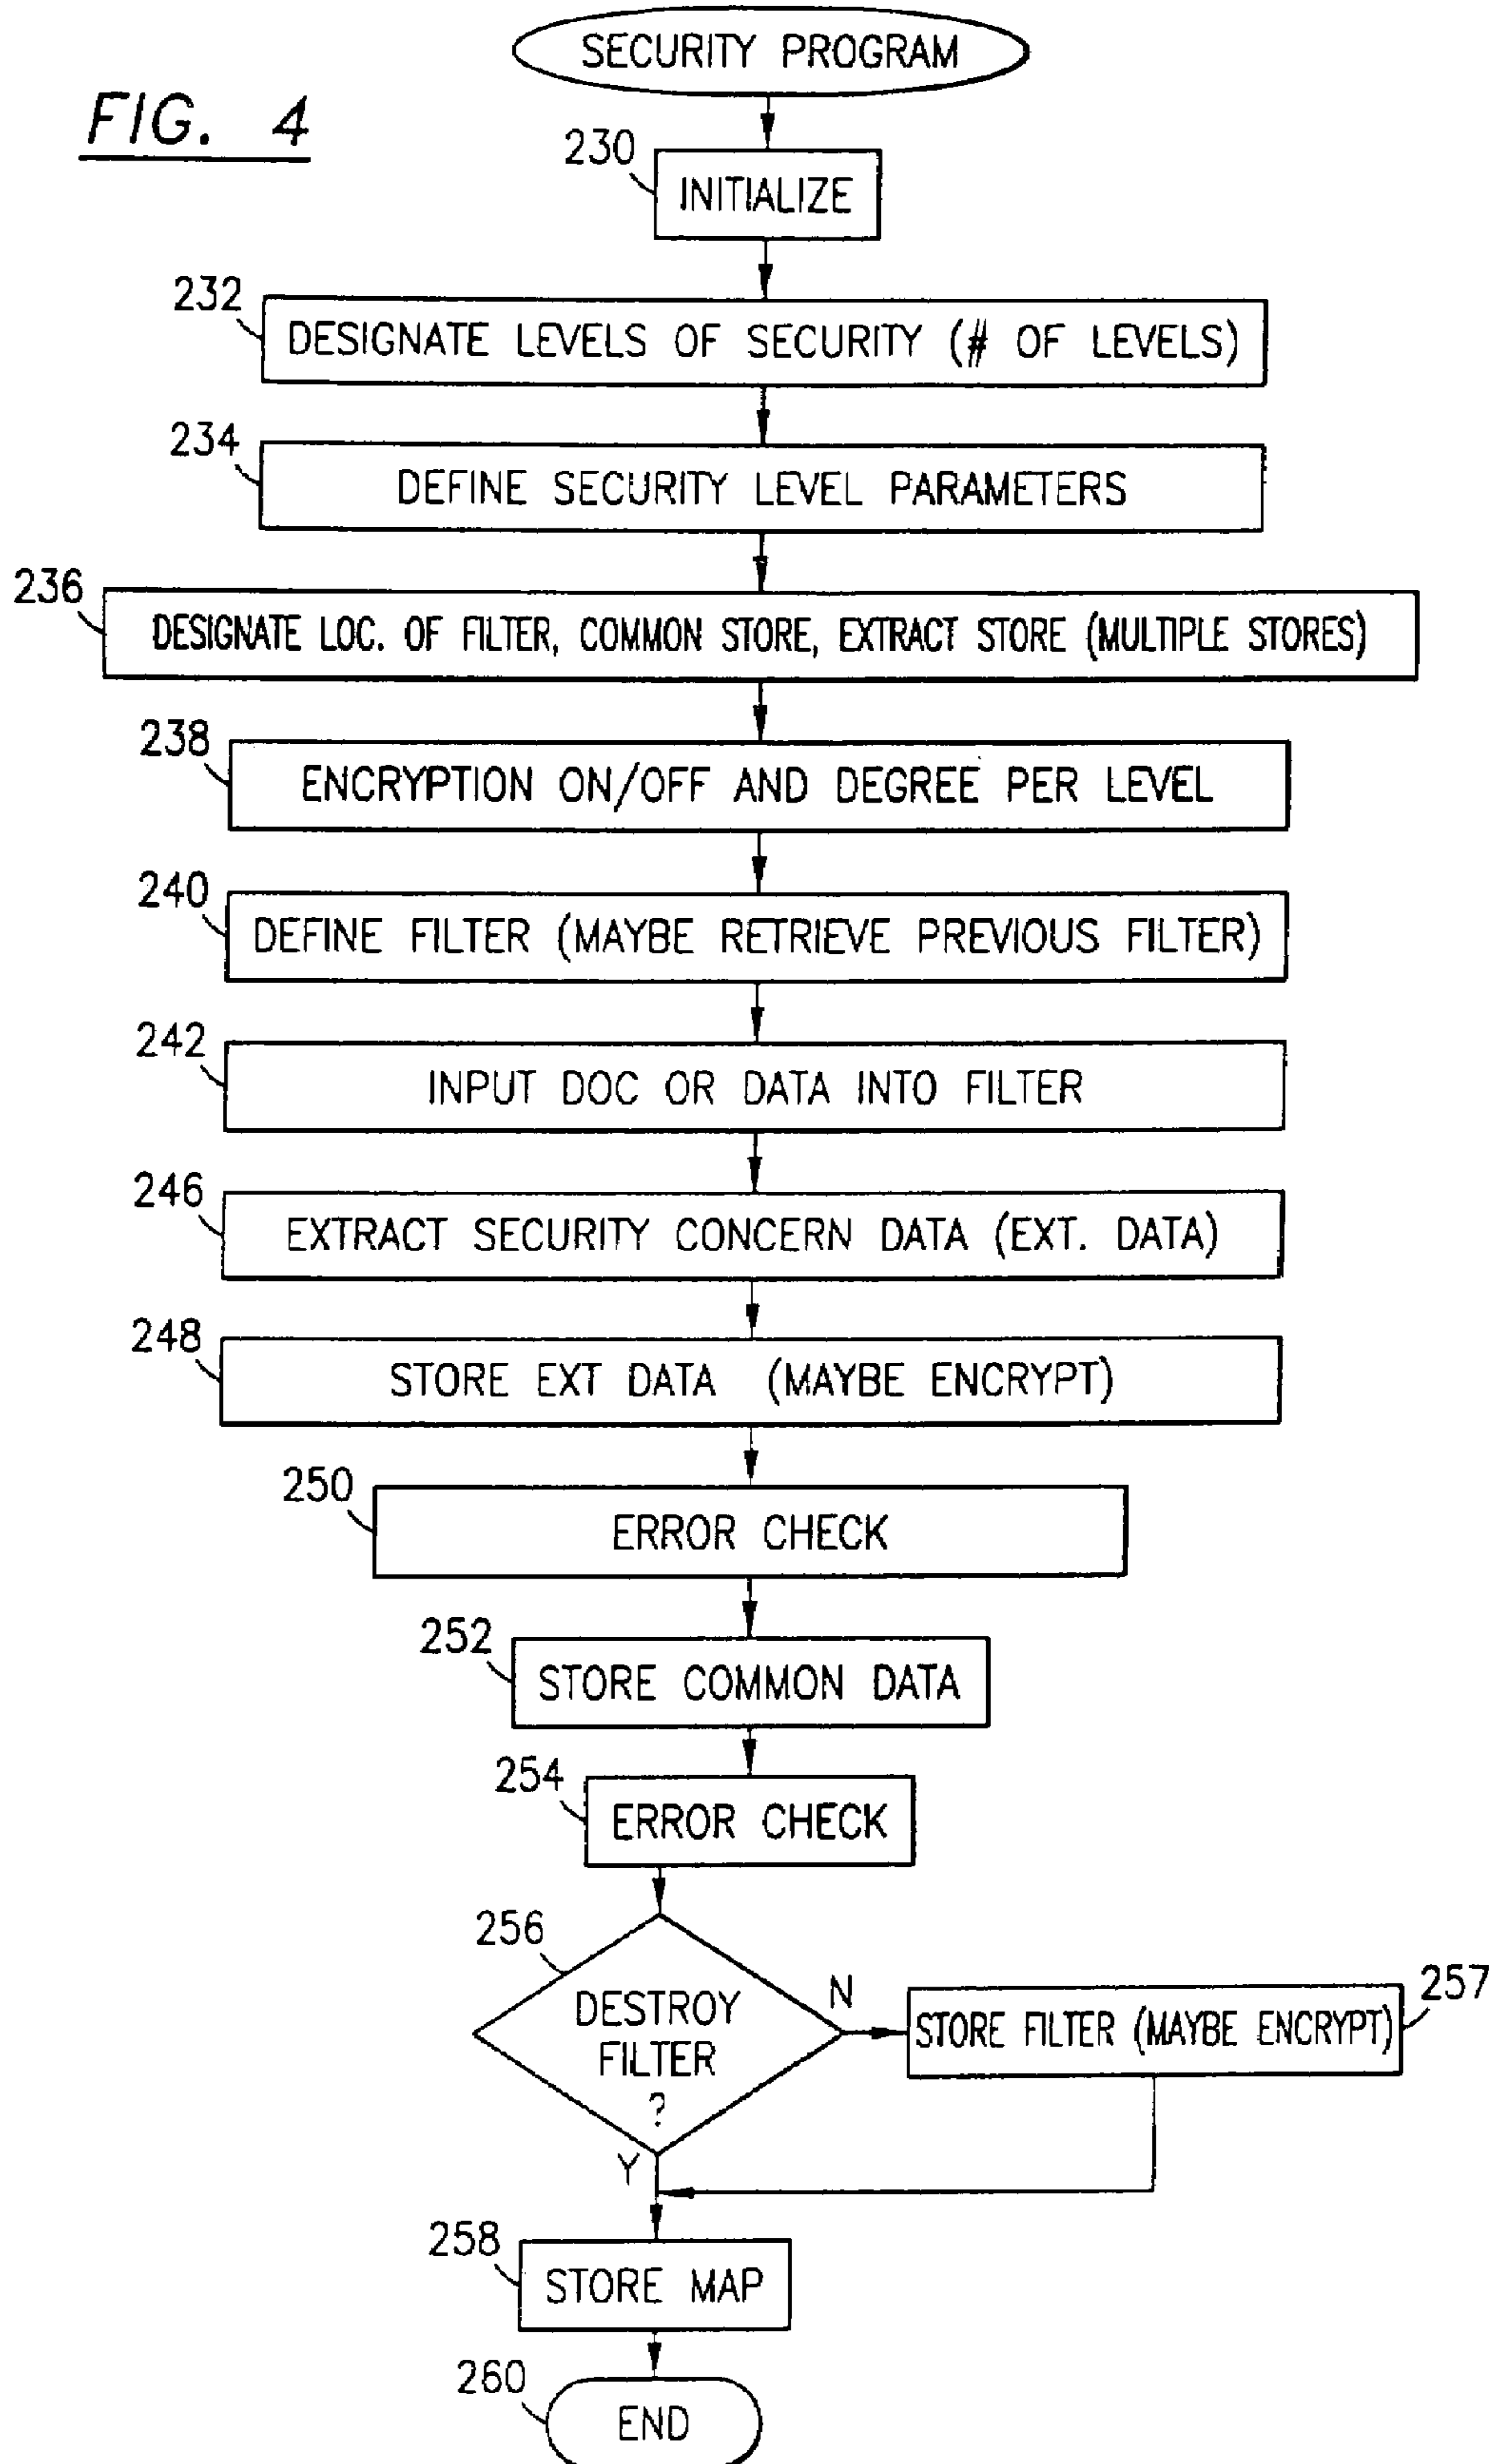 SECURITY PROGRAM
FIG. 4
230
INITIALIZE
232
DESIGNATE LEVELS OF SECURITY (# OF LEVELS)
234
DEFINE SECURITY LEVEL PARAMETERS
236
DESIGNATE LOC. OF FILTER, COMMON STORE, EXTRACT STORE (MULTIPLE STORES)
238
ENCRYPTION ON/OFF AND DEGREE PER LEVEL
240
DEFINE FILTER (MAYBE RETRIEVE PREVIOUS FILTER)
242
INPUT DOC OR DATA INTO FILTER
246
EXTRACT SECURITY CONCERN DATA (EXT. DATA)
248
STORE EXT DATA (MAYBE ENCRYPT)
250
ERROR CHECK
252
STORE COMMON DATA
254
ERROR CHECK
256
DESTROY
FILTER
?
N
257
STORE FILTER (MAYBE ENCRYPT)
Y
258
STORE MAP
260
END